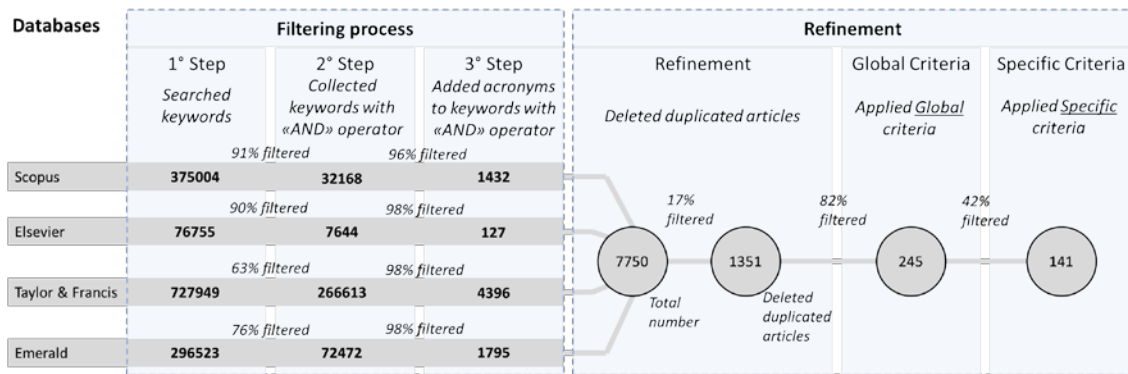 Databases
Filtering process
Refinement
1° Step
2° Step
3° Step
Refinement
Global Criteria
Specific Criteria
Searched
keywords
Collected
keywords with
«AND» operator
Added acronyms
to keywords with
«AND» operator
Deleted duplicated articles
Applied Global
criteria
Applied Specific
criteria
91% filtered
96% filtered
Scopus
375004
32168
1432
90% filtered
98% filtered
Elsevier
76755
7644
127
63% filtered
98% filtered
Taylor & Francis
727949
266613
4396
76% filtered
98% filtered
Emerald
296523
72472
1795
17%
filtered
82%
filtered
42%
filtered
7750
1351
245
141
Total
number
Deleted
duplicated
articles